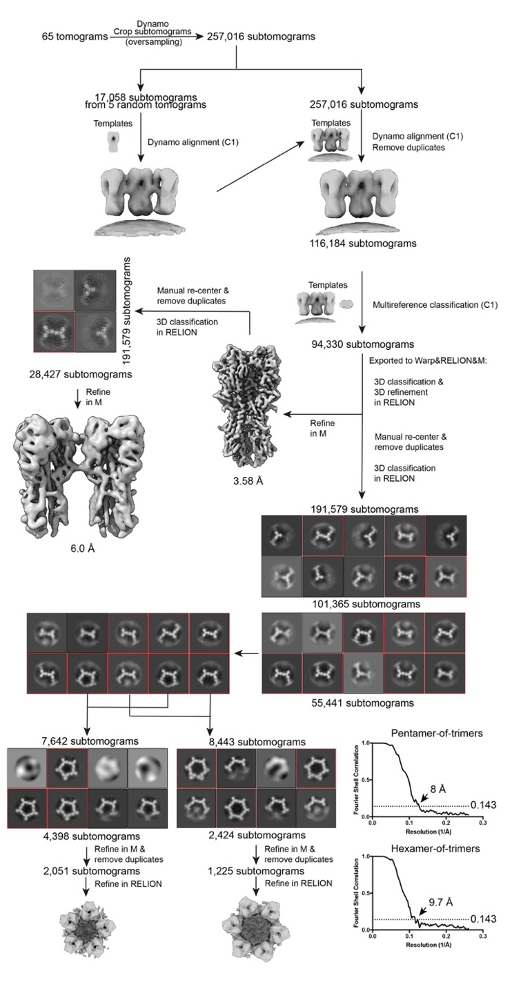 65 tomograms
Dynamo
Crop subtomograms
(oversampling)
257,016 subtomograms
17,058 subtomograms
from 5 random tomograms
Templates
Dynamo alignment (C1)
257,016 subtomograms
Templates
Dynamo alignment (C1)
Remove duplicates
116,184 subtomograms
Templates
Multireference classification (C1)
94,330 subtomograms
Exported to Warp&RELION&M:
3D classification &
3D refinement
in RELION
Manual re-center &
remove duplicates
3D classification
in RELION
Refine
in M
3.58 Å
Manual re-center &
remove duplicates
3D classification
in RELION
191,579 subtomograms
28,427 subtomograms
Refine
in M
6.0 Å
191,579 subtomograms
101,365 subtomograms
55,441 subtomograms
7,642 subtomograms
4,398 subtomograms
Refine in M &
remove duplicates
2,051 subtomograms
Refine in RELION
8,443 subtomograms
2,424 subtomograms
Refine in M &
remove duplicates
1,225 subtomograms
Refine in RELION
Pentamer-of-trimers
Fourier Shell Correlation
1.0
0.5
0.0
8 Å
0.143
0.0 0.1 0.2 0.3
Resolution (1/Å)
Hexamer-of-trimers
Fourier Shell Correlation
1.0
0.5
0.0
9.7 Å
0.143
0.0 0.1 0.2 0.3
Resolution (1/Å)